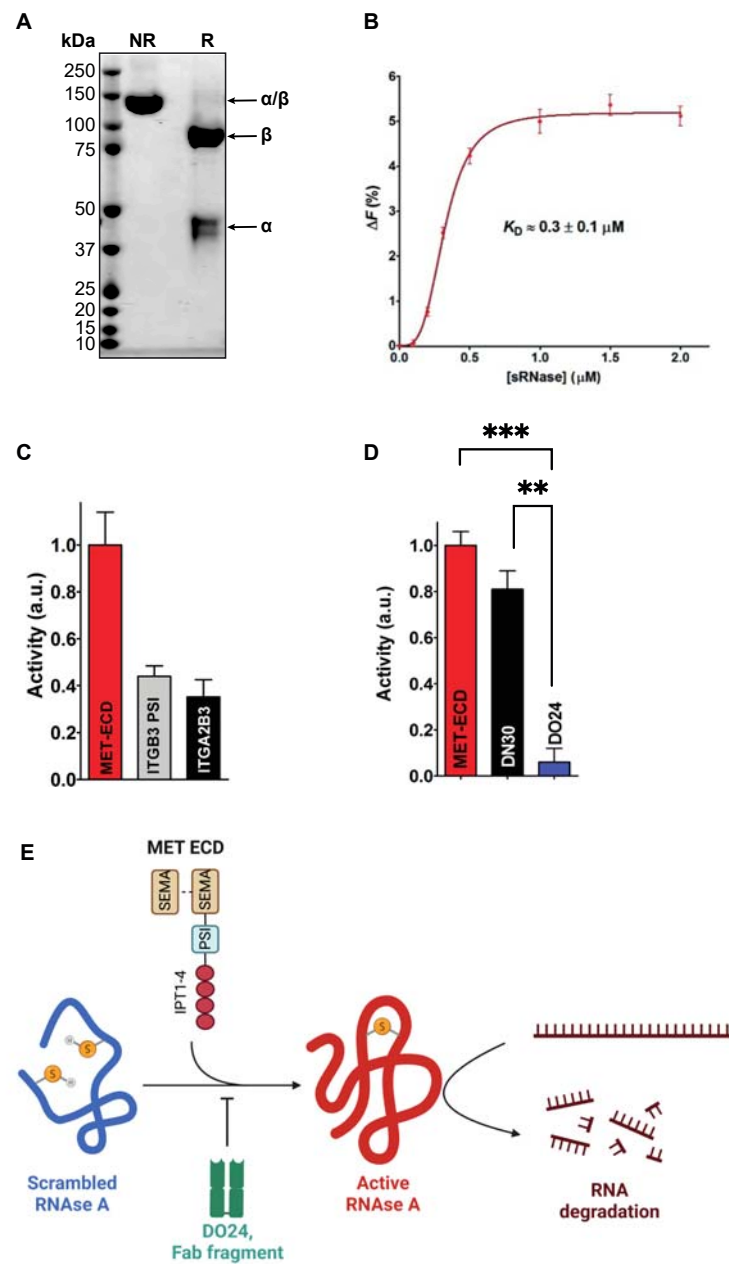 A
kDa NR R
250
150
100
75
50
37
25
20
15
10
α/β
β
α
B
ΔF (%)
6
5
4
3
2
1
0
KD ≈ 0.3 ± 0.1 μM
0.0 0.5 1.0 1.5 2.0
[sRNase] (μM)
C
Activity (a.u.)
1.0
0.8
0.6
0.4
0.2
0.0
MET-ECD
ITGB3 PSI
ITGA2B3
D
***
**
Activity (a.u.)
1.0
0.8
0.6
0.4
0.2
0.0
MET-ECD
DN30
DO24
E
MET ECD
SEMA
SEMA
PSI
IPT1-4
S
H
S
H
S
Scrambled
RNAse A
DO24,
Fab fragment
Active
RNAse A
RNA
degradation